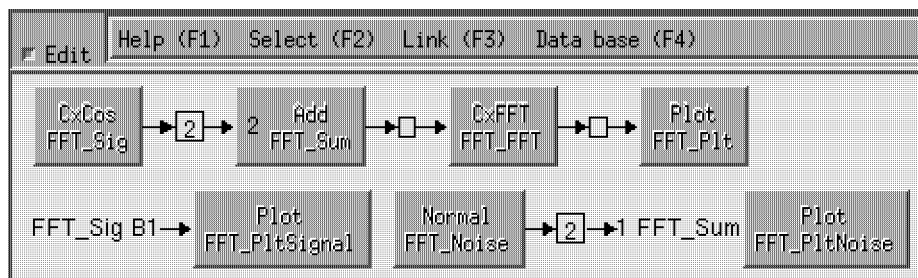 Edit Help (F1) Select (F2) Link (F3) Data base (F4)
CxCos 2 2 Add CxFFT Plot
FFT_Sig FFT_Sum FFT_FFT FFT_Plt
FFT_Sig B1 Plot Normal 2 1 FFT_Sum Plot
FFT_PltSignal FFT_Noise FFT_PltNoise